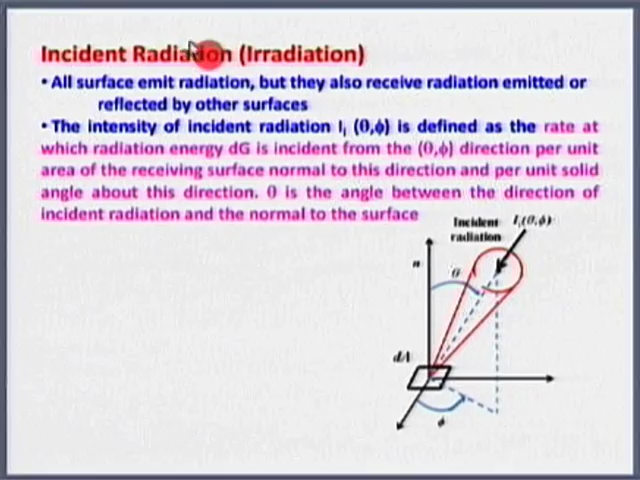 Incident Radiation (Irradiation)
• All surface emit radiation, but they also receive radiation emitted or
reflected by other surfaces
• The intensity of incident radiation Ii (θ,ϕ) is defined as the rate at
which radiation energy dG is incident from the (θ,ϕ) direction per unit
area of the receiving surface normal to this direction and per unit solid
angle about this direction. θ is the angle between the direction of
incident radiation and the normal to the surface
Incident
radiation
Ii(θ,ϕ)
n
θ
dA
ϕ